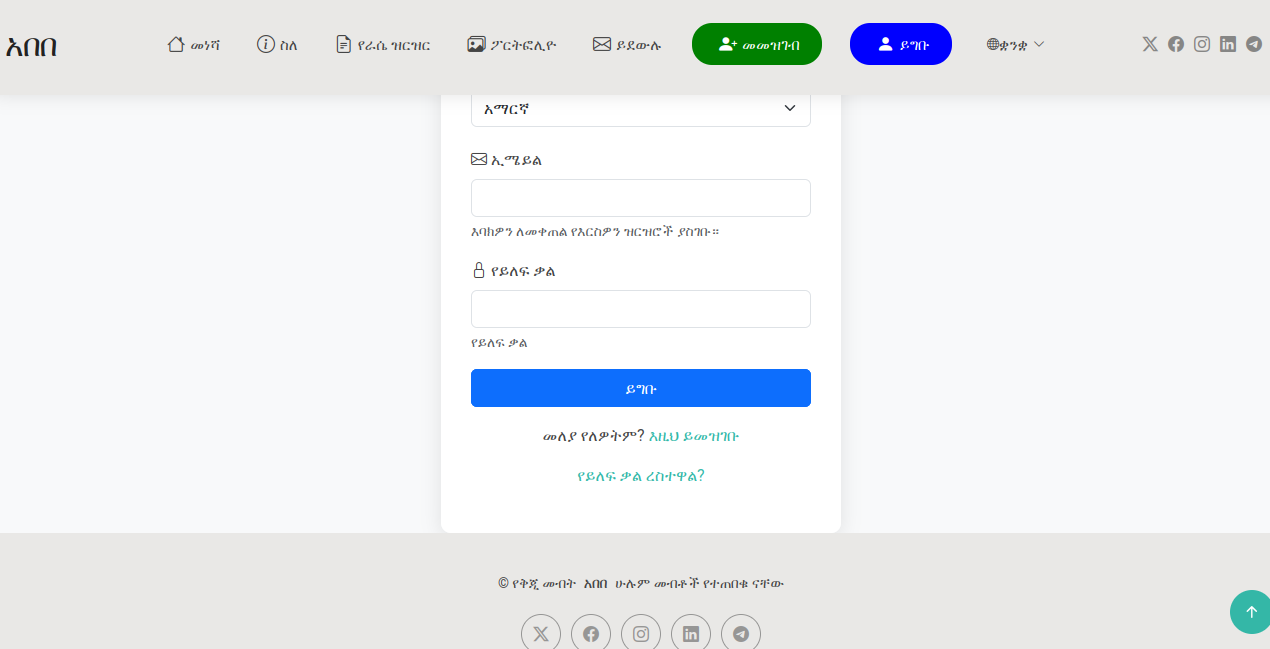 አበበ
መነሻ
ስለ
የራሴ ዝርዝር
ፖርትፎሊዮ
ይደውሉ
መመዝገብ
ይግቡ
ቋንቋ
አማርኛ
ኢሜይል
እባክዎን ለመቀጠል የእርስዎን ዝርዝሮች ያስገቡ።
የይለፍ ቃል
የይለፍ ቃል
ይግቡ
መለያ የለዎትም? እዚህ ይመዝገቡ
የይለፍ ቃል ረስተዋል?
© የቅጂ መብት አበበ ሁሉም መብቶች የተጠበቁ ናቸው